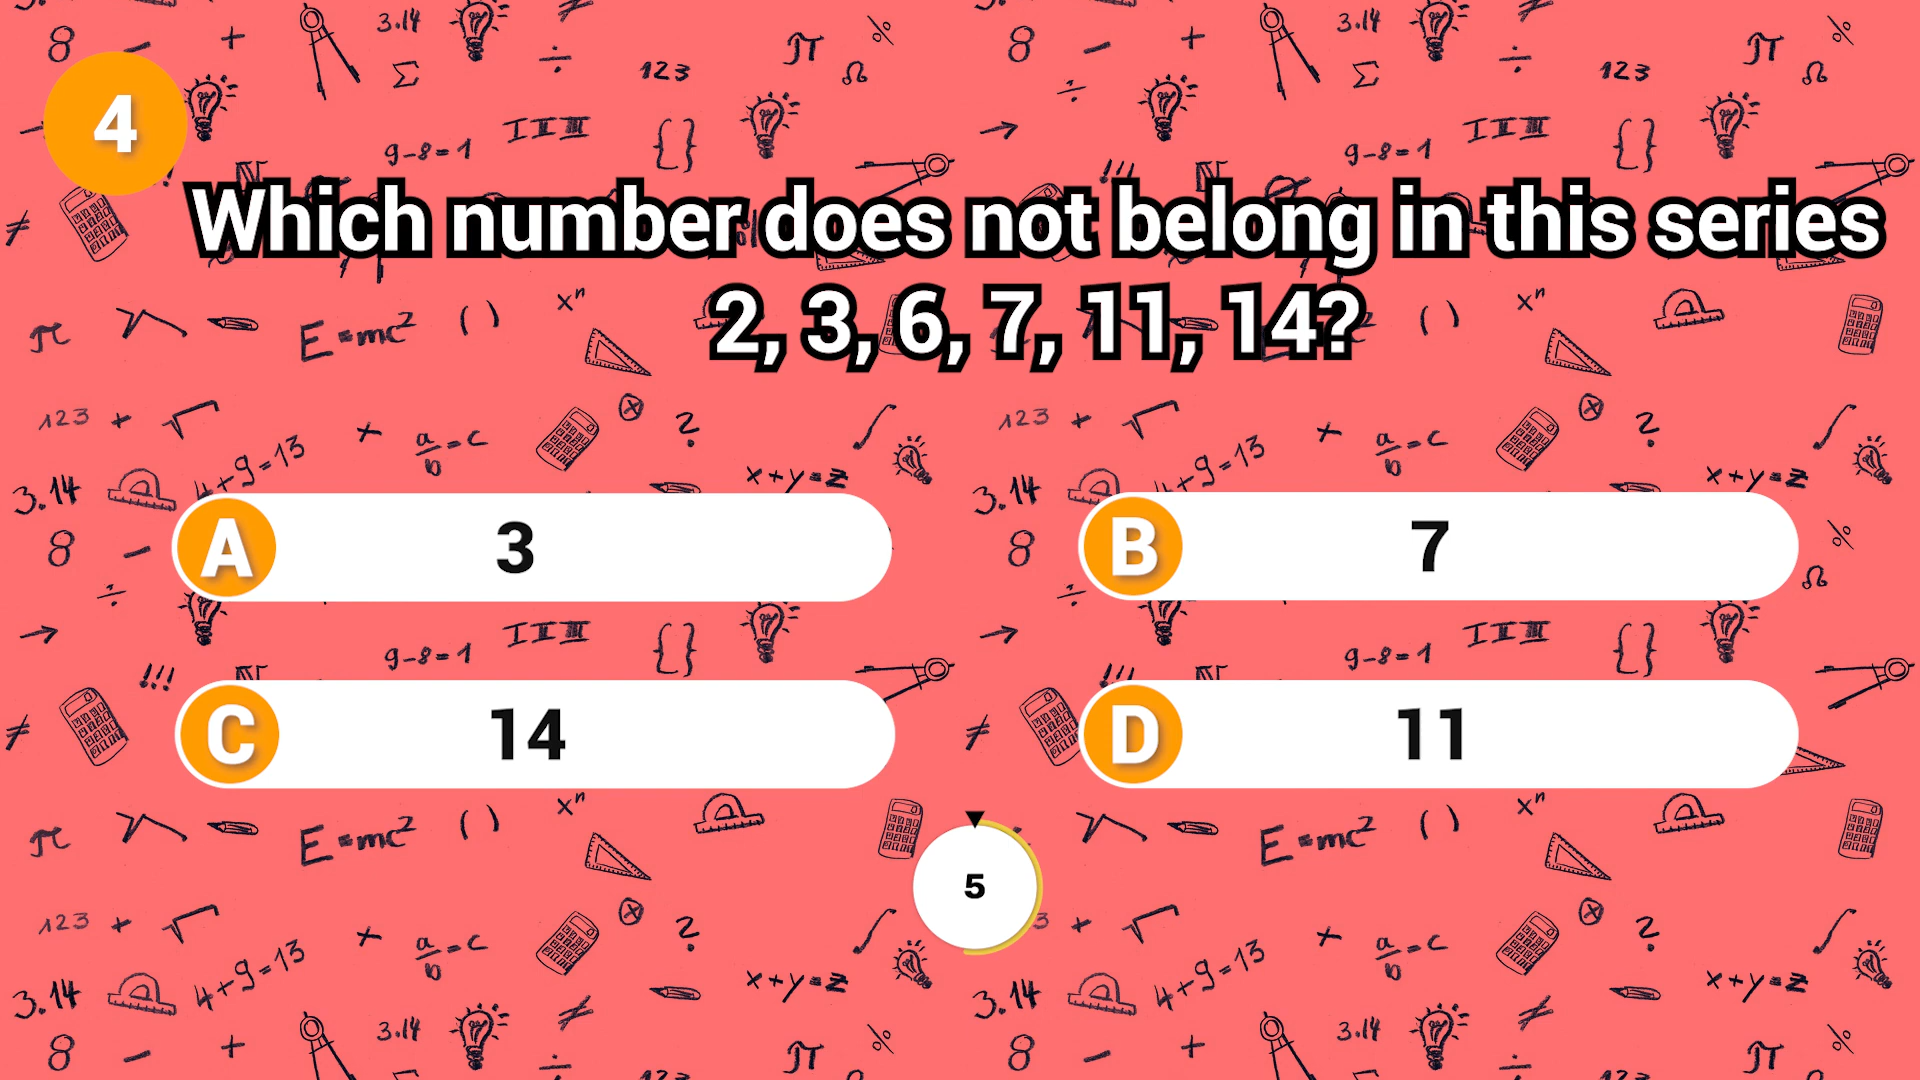 4
Which number does not belong in this series
2, 3, 6, 7, 11, 14?
A 3
B 7
C 14
D 11
5